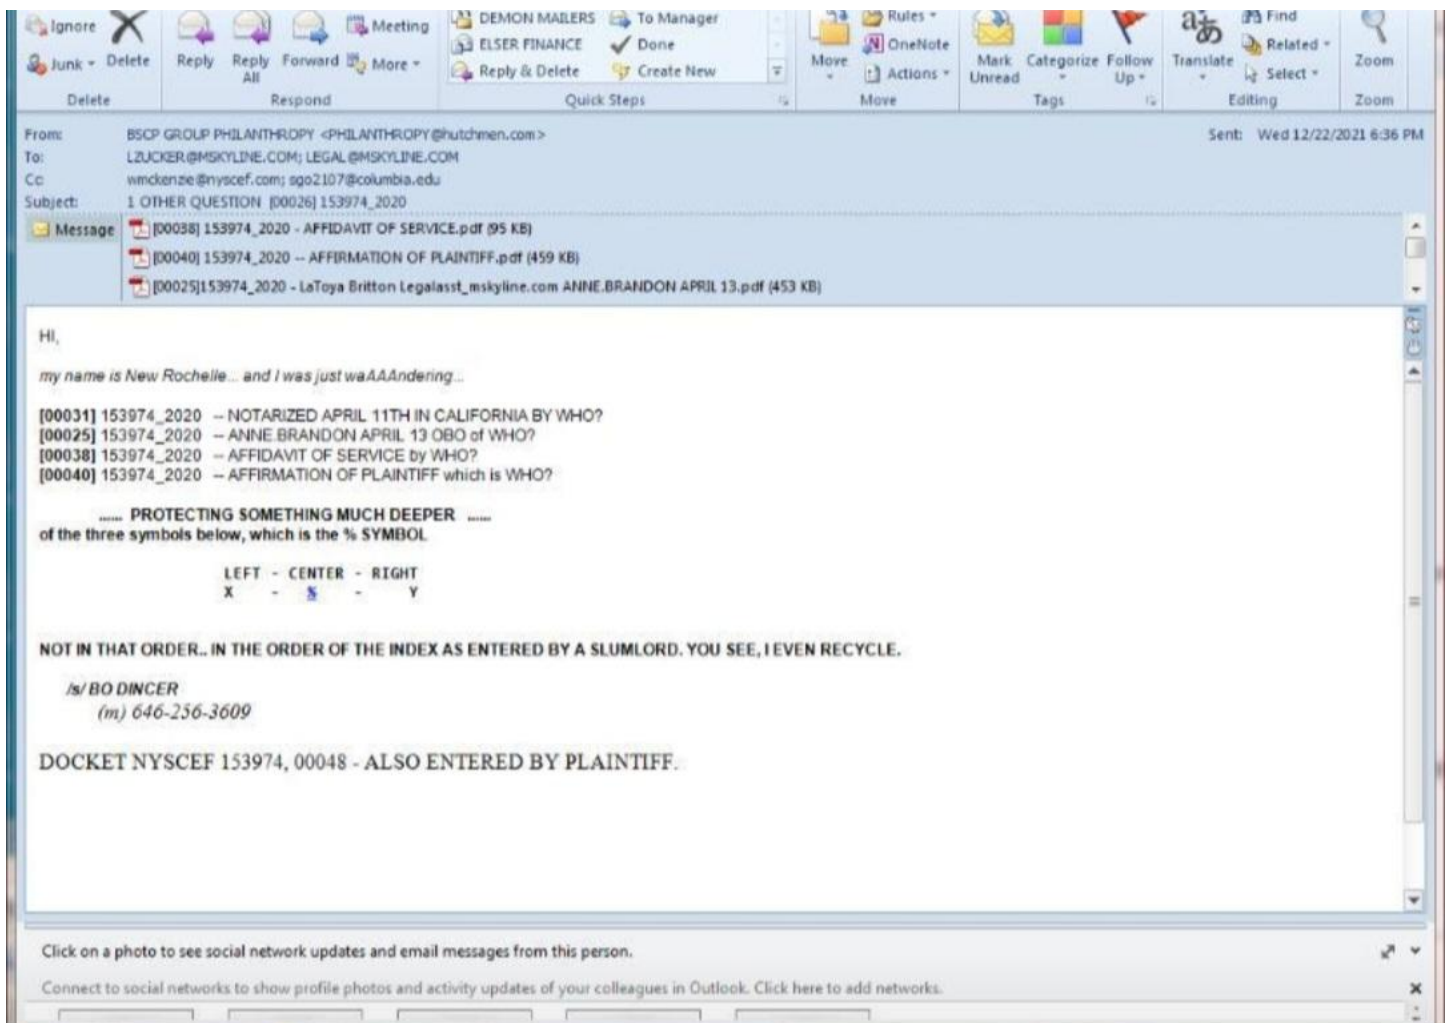 Ignore
Junk
Delete
Delete
Reply
Reply All
Forward
Meeting
More
Respond
DEMON MAILERS
ELSER FINANCE
Reply & Delete
To Manager
Done
Create New
Quick Steps
Move
Rules
OneNote
Actions
Move
Mark Unread
Categorize
Follow Up
Tags
Translate
Find
Related
Select
Editing
Zoom
Zoom
From: BSCP GROUP PHILANTHROPY <PHILANTHROPY@hutchmen.com> Sent: Wed 12/22/2021 6:36 PM
To: LZUCKER@MSKYLINE.COM; LEGAL@MSKYLINE.COM
Cc: wmckenzie@nyscef.com; sgo2107@columbia.edu
Subject: 1 OTHER QUESTION [00026] 153974_2020
Message [00038] 153974_2020 - AFFIDAVIT OF SERVICE.pdf (95 KB)
[00040] 153974_2020 -- AFFIRMATION OF PLAINTIFF.pdf (459 KB)
[00025]153974_2020 - LaToya Britton Legalasst_mskyline.com ANNE.BRANDON APRIL 13.pdf (453 KB)
HI,
my name is New Rochelle... and I was just waAAAndering...
[00031] 153974_2020 -- NOTARIZED APRIL 11TH IN CALIFORNIA BY WHO?
[00025] 153974_2020 -- ANNE.BRANDON APRIL 13 OBO of WHO?
[00038] 153974_2020 -- AFFIDAVIT OF SERVICE by WHO?
[00040] 153974_2020 -- AFFIRMATION OF PLAINTIFF which is WHO?
...... PROTECTING SOMETHING MUCH DEEPER ......
of the three symbols below, which is the % SYMBOL
LEFT - CENTER - RIGHT
X - % - Y
NOT IN THAT ORDER.. IN THE ORDER OF THE INDEX AS ENTERED BY A SLUMLORD. YOU SEE, I EVEN RECYCLE.
/s/ BO DINCER
(m) 646-256-3609
DOCKET NYSCEF 153974, 00048 - ALSO ENTERED BY PLAINTIFF.
Click on a photo to see social network updates and email messages from this person.
Connect to social networks to show profile photos and activity updates of your colleagues in Outlook. Click here to add networks.